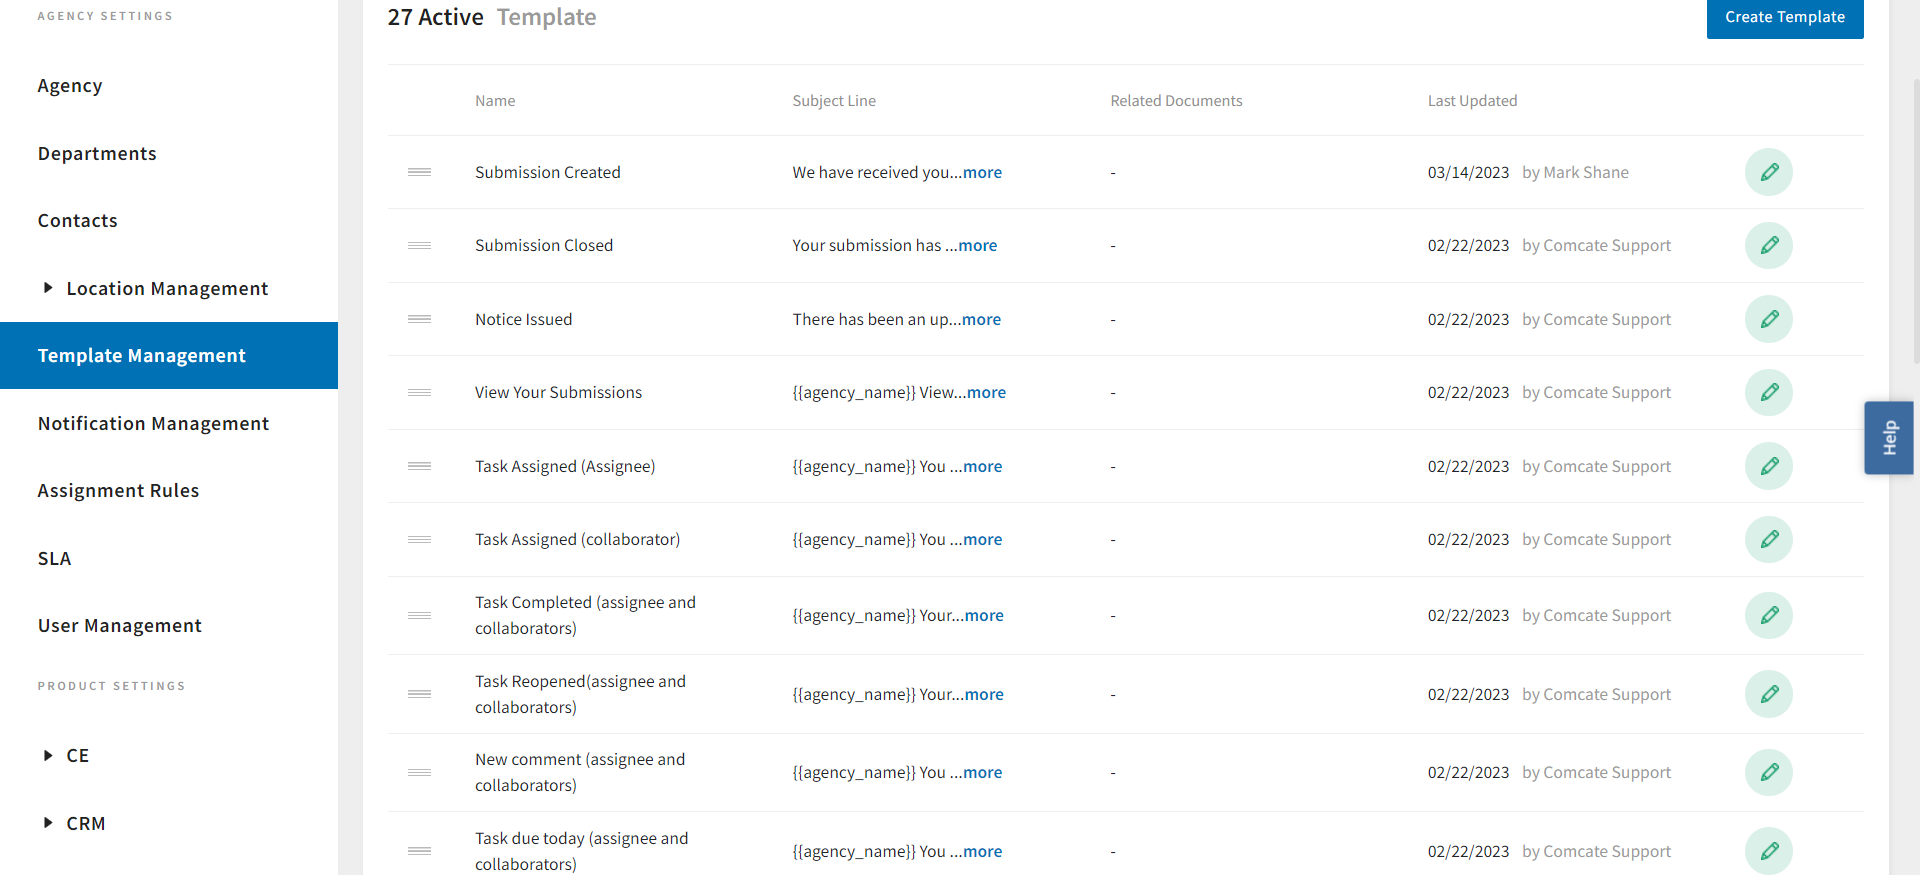 AGENCY SETTINGS
Agency
Departments
Contacts
Location Management
Template Management
Notification Management
Assignment Rules
SLA
User Management
PRODUCT SETTINGS
CE
CRM
27 Active Template
Create Template
Name Subject Line Related Documents Last Updated
Submission Created We have received you...more - 03/14/2023 by Mark Shane
Submission Closed Your submission has ...more - 02/22/2023 by Comcate Support
Notice Issued There has been an up...more - 02/22/2023 by Comcate Support
View Your Submissions {{agency_name}} View...more - 02/22/2023 by Comcate Support
Task Assigned (Assignee) {{agency_name}} You ...more - 02/22/2023 by Comcate Support
Task Assigned (collaborator) {{agency_name}} You ...more - 02/22/2023 by Comcate Support
Task Completed (assignee and
collaborators) {{agency_name}} Your...more - 02/22/2023 by Comcate Support
Task Reopened(assignee and
collaborators) {{agency_name}} Your...more - 02/22/2023 by Comcate Support
New comment (assignee and
collaborators) {{agency_name}} You ...more - 02/22/2023 by Comcate Support
Task due today (assignee and
collaborators) {{agency_name}} You ...more - 02/22/2023 by Comcate Support
Help